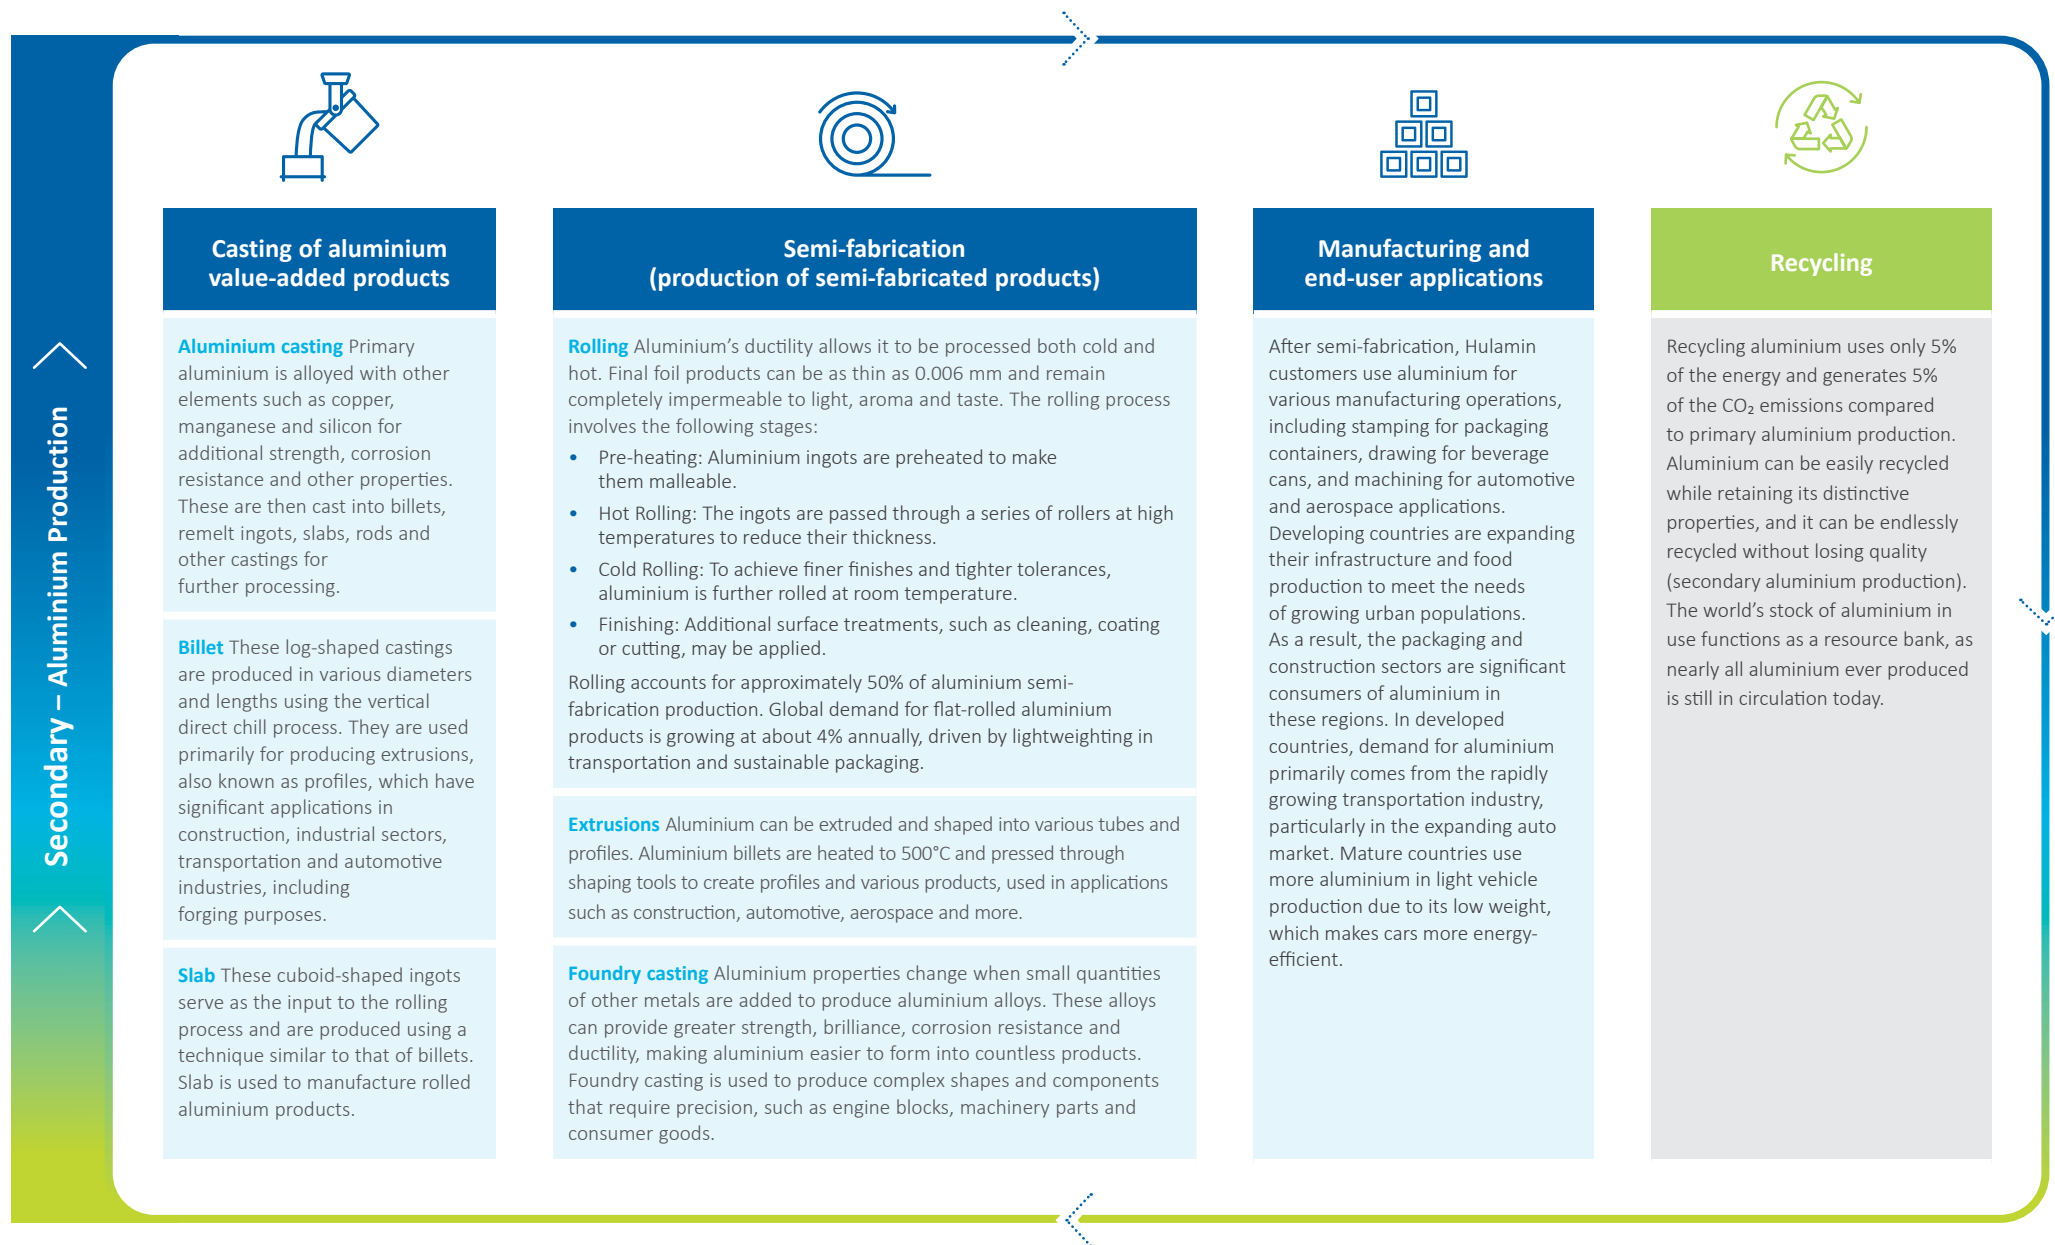 Secondary – Aluminium Production
Casting of aluminium
value-added products
Aluminium casting Primary
aluminium is alloyed with other
elements such as copper,
manganese and silicon for
additional strength, corrosion
resistance and other properties.
These are then cast into billets,
remelt ingots, slabs, rods and
other castings for
further processing.
Billet These log-shaped castings
are produced in various diameters
and lengths using the vertical
direct chill process. They are used
primarily for producing extrusions,
also known as profiles, which have
significant applications in
construction, industrial sectors,
transportation and automotive
industries, including
forging purposes.
Slab These cuboid-shaped ingots
serve as the input to the rolling
process and are produced using a
technique similar to that of billets.
Slab is used to manufacture rolled
aluminium products.
Semi-fabrication
(production of semi-fabricated products)
Rolling Aluminium’s ductility allows it to be processed both cold and
hot. Final foil products can be as thin as 0.006 mm and remain
completely impermeable to light, aroma and taste. The rolling process
involves the following stages:
• Pre-heating: Aluminium ingots are preheated to make
them malleable.
• Hot Rolling: The ingots are passed through a series of rollers at high
temperatures to reduce their thickness.
• Cold Rolling: To achieve finer finishes and tighter tolerances,
aluminium is further rolled at room temperature.
• Finishing: Additional surface treatments, such as cleaning, coating
or cutting, may be applied.
Rolling accounts for approximately 50% of aluminium semi-
fabrication production. Global demand for flat-rolled aluminium
products is growing at about 4% annually, driven by lightweighting in
transportation and sustainable packaging.
Extrusions Aluminium can be extruded and shaped into various tubes and
profiles. Aluminium billets are heated to 500°C and pressed through
shaping tools to create profiles and various products, used in applications
such as construction, automotive, aerospace and more.
Foundry casting Aluminium properties change when small quantities
of other metals are added to produce aluminium alloys. These alloys
can provide greater strength, brilliance, corrosion resistance and
ductility, making aluminium easier to form into countless products.
Foundry casting is used to produce complex shapes and components
that require precision, such as engine blocks, machinery parts and
consumer goods.
Manufacturing and
end-user applications
After semi-fabrication, Hulamin
customers use aluminium for
various manufacturing operations,
including stamping for packaging
containers, drawing for beverage
cans, and machining for automotive
and aerospace applications.
Developing countries are expanding
their infrastructure and food
production to meet the needs
of growing urban populations.
As a result, the packaging and
construction sectors are significant
consumers of aluminium in
these regions. In developed
countries, demand for aluminium
primarily comes from the rapidly
growing transportation industry,
particularly in the expanding auto
market. Mature countries use
more aluminium in light vehicle
production due to its low weight,
which makes cars more energy-
efficient.
Recycling
Recycling aluminium uses only 5%
of the energy and generates 5%
of the CO₂ emissions compared
to primary aluminium production.
Aluminium can be easily recycled
while retaining its distinctive
properties, and it can be endlessly
recycled without losing quality
(secondary aluminium production).
The world’s stock of aluminium in
use functions as a resource bank, as
nearly all aluminium ever produced
is still in circulation today.